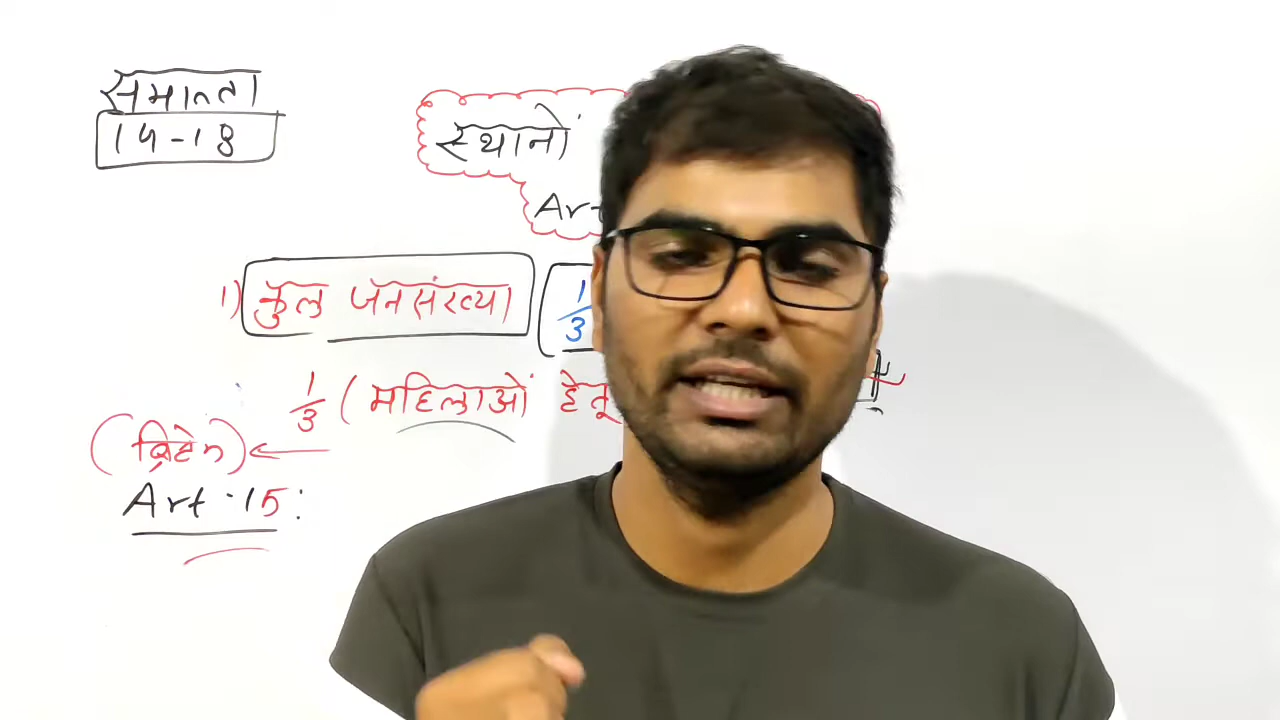 समानता
14-18
स्थानों
Art
1) कुल जनसंख्या 1/3
1/3 (महिलाओं हेतू
(ब्रिटेन) ←
Art. 15: